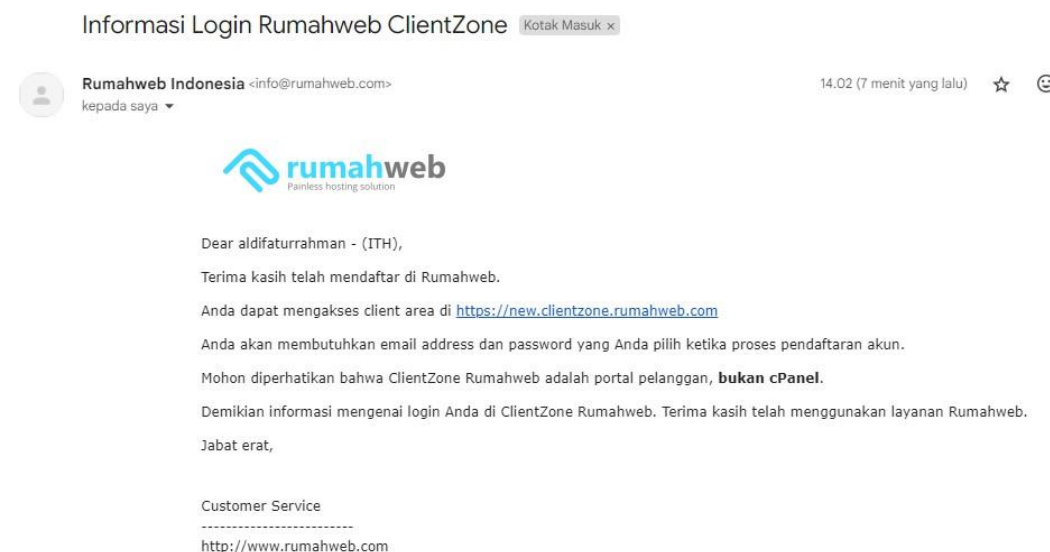 Informasi Login Rumahweb ClientZone Kotak Masuk ×
Rumahweb Indonesia <info@rumahweb.com> 14.02 (7 menit yang lalu)
kepada saya
rumahweb
Painless hosting solution
Dear aldifaturrahman - (ITH),
Terima kasih telah mendaftar di Rumahweb.
Anda dapat mengakses client area di https://new.clientzone.rumahweb.com
Anda akan membutuhkan email address dan password yang Anda pilih ketika proses pendaftaran akun.
Mohon diperhatikan bahwa ClientZone Rumahweb adalah portal pelanggan, bukan cPanel.
Demikian informasi mengenai login Anda di ClientZone Rumahweb. Terima kasih telah menggunakan layanan Rumahweb.
Jabat erat,
Customer Service
-------------------------
http://www.rumahweb.com